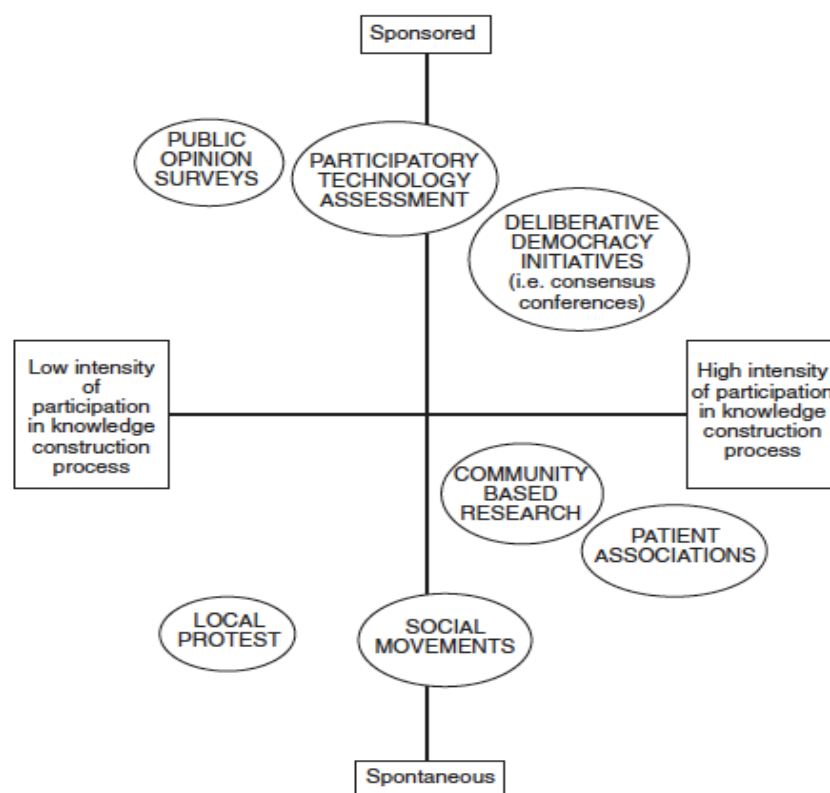 Sponsored
PUBLIC
OPINION
SURVEYS
PARTICIPATORY
TECHNOLOGY
ASSESSMENT
DELIBERATIVE
DEMOCRACY
INITIATIVES
(i.e. consensus
conferences)
Low intensity
of
participation
in knowledge
construction
process
High intensity
of participation
in knowledge
construction
process
COMMUNITY
BASED
RESEARCH
PATIENT
ASSOCIATIONS
LOCAL
PROTEST
SOCIAL
MOVEMENTS
Spontaneous